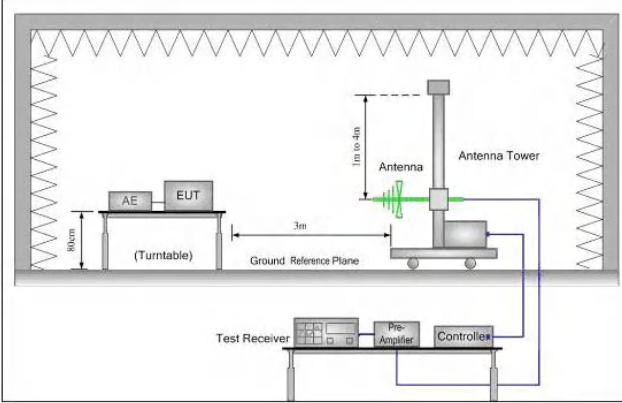 1m to 4m
Antenna
Antenna Tower
AE
EUT
3m
80cm
(Turntable)
Ground Reference Plane
Test Receiver
Pre-
Amplifier
Controller